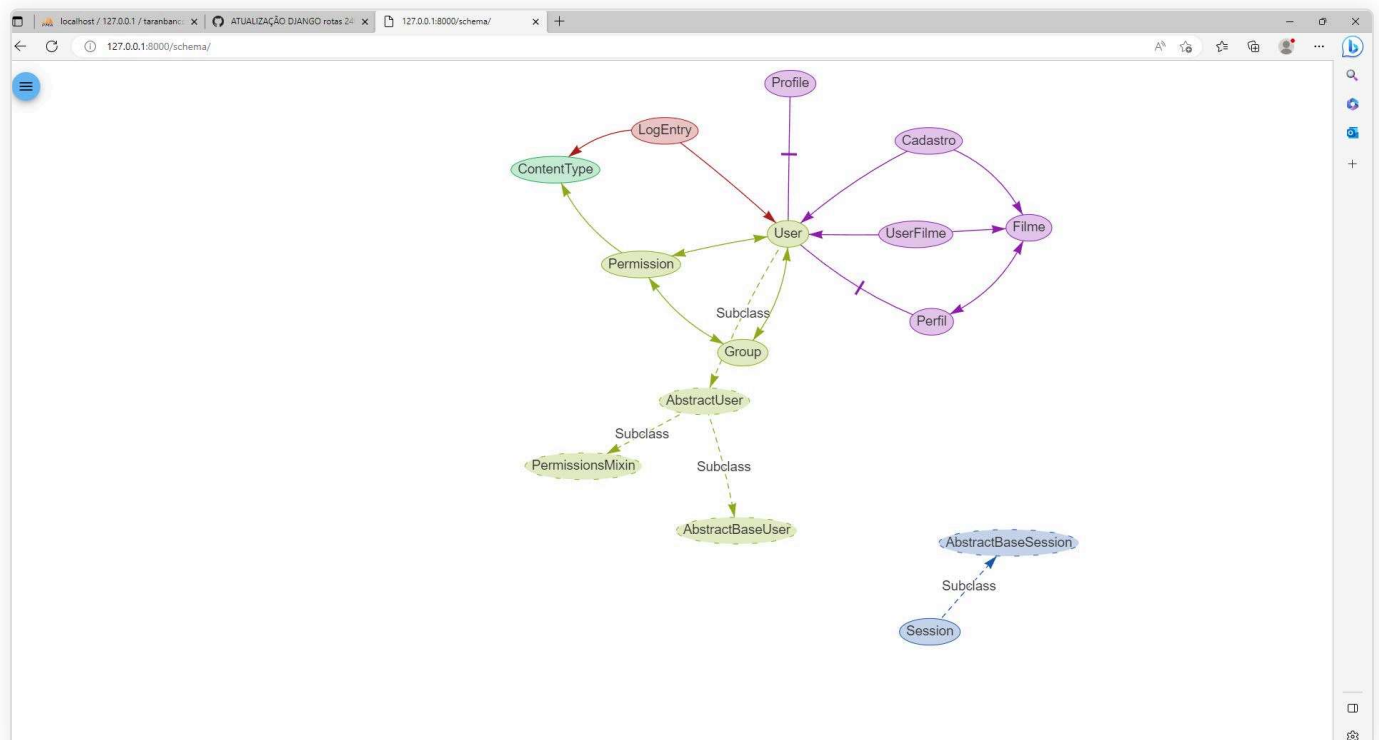 localhost / 127.0.0.1 / taranbanc
ATUALIZAÇÃO DJANGO rotas 24
127.0.0.1:8000/schema/
127.0.0.1:8000/schema/
Profile
LogEntry
Cadastro
ContentType
User
UserFilme
Filme
Permission
Subclass
Perfil
Group
AbstractUser
Subclass
PermissionsMixin
Subclass
AbstractBaseUser
AbstractBaseSession
Subclass
Session